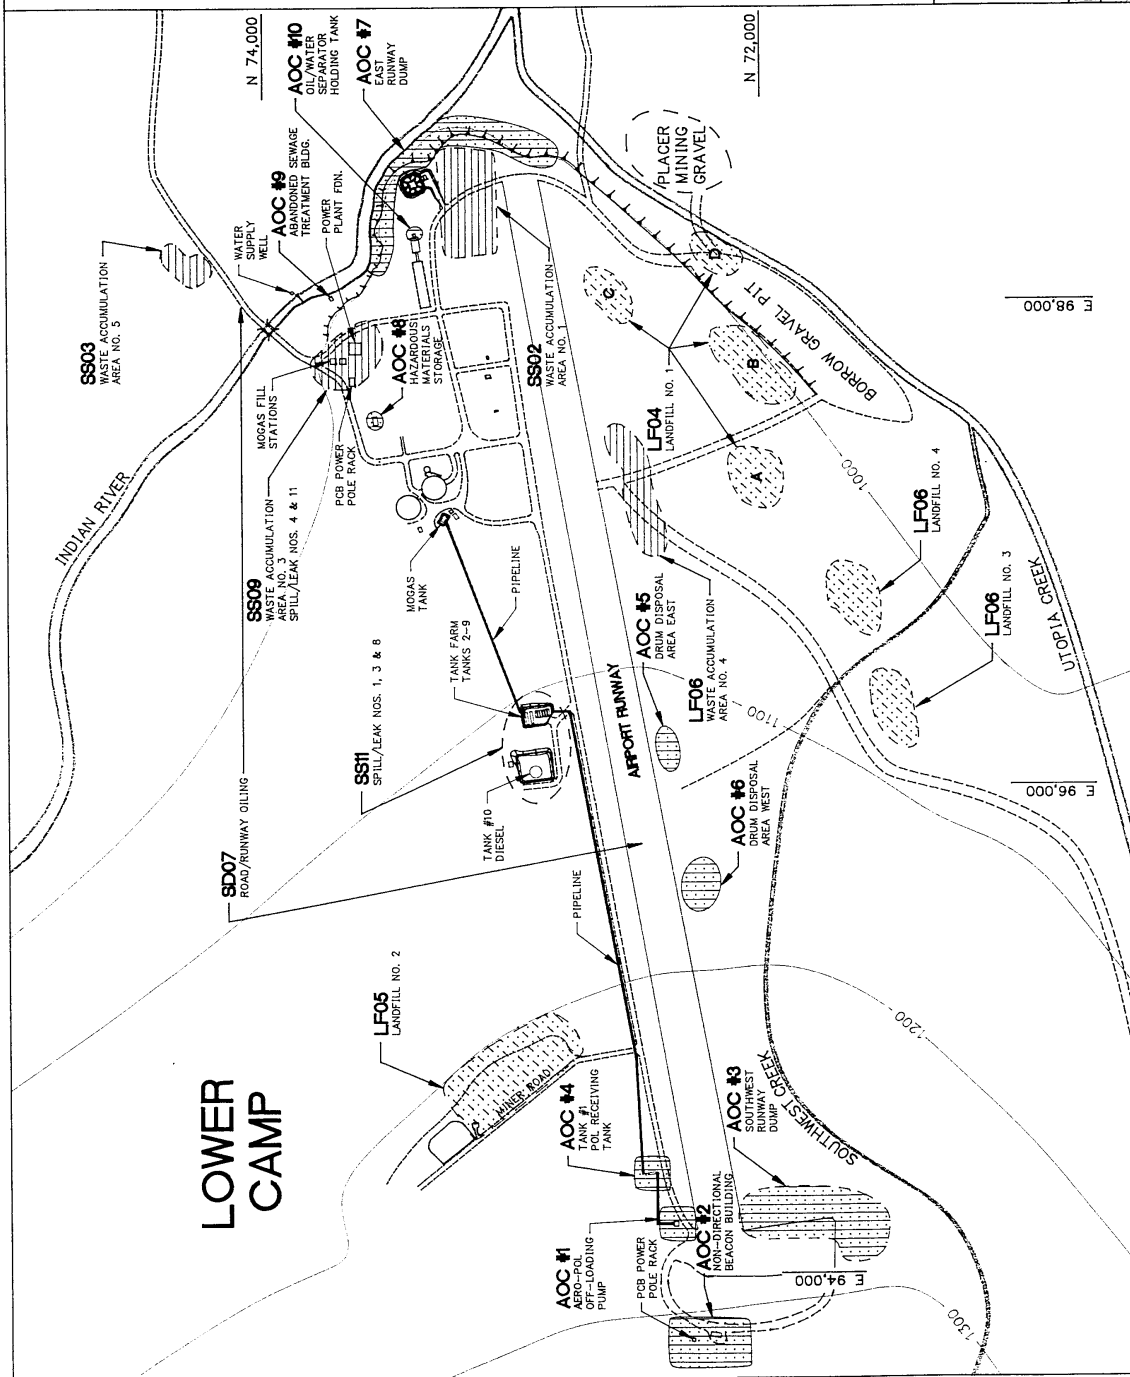 LOWER
CAMP
N 74,000
N 72,000
E 98,000
E 96,000
E 94,000
AOC #10
OIL/WATER
SEPARATOR
HOLDING TANK
AOC #7
EAST
RUNWAY
DUMP
AOC #9
ABANDONED SEWAGE
TREATMENT BLDG.
POWER
PLANT FDN.
WATER
SUPPLY
WELL
SS03
WASTE ACCUMULATION
AREA NO. 5
PLACER
MINING
GRAVEL
BORROW GRAVEL PIT
AOC #8
HAZARDOUS
MATERIALS
STORAGE
SS02
WASTE ACCUMULATION
AREA NO. 1
MOGAS FILL
STATIONS
PCB POWER
POLE RACK
SS09
WASTE ACCUMULATION
AREA NO. 3
SPILL/LEAK NOS. 4 & 11
INDIAN RIVER
LF04
LANDFILL NO. 1
A
B
C
D
1000
LF06
LANDFILL NO. 4
LF06
LANDFILL NO. 3
UTOPIA CREEK
MOGAS
TANK
PIPELINE
TANK FARM
TANKS 2-9
SS11
SPILL/LEAK NOS. 1, 3 & 8
TANK #10
DIESEL
SD07
ROAD/RUNWAY OILING
AIRPORT RUNWAY
AOC #5
DRUM DISPOSAL
AREA EAST
LF06
WASTE ACCUMULATION
AREA NO. 4
1100
AOC #6
DRUM DISPOSAL
AREA WEST
PIPELINE
LF05
LANDFILL NO. 2
MINER ROAD
1200
AOC #4
TANK #1
POL RECEIVING
TANK
AOC #3
SOUTHWEST
RUNWAY
DUMP
SOUTHWEST CREEK
AOC #1
AERO-POL
OFF-LOADING
PUMP
AOC #2
NON-DIRECTIONAL
BEACON BUILDING
PCB POWER
POLE RACK
1300